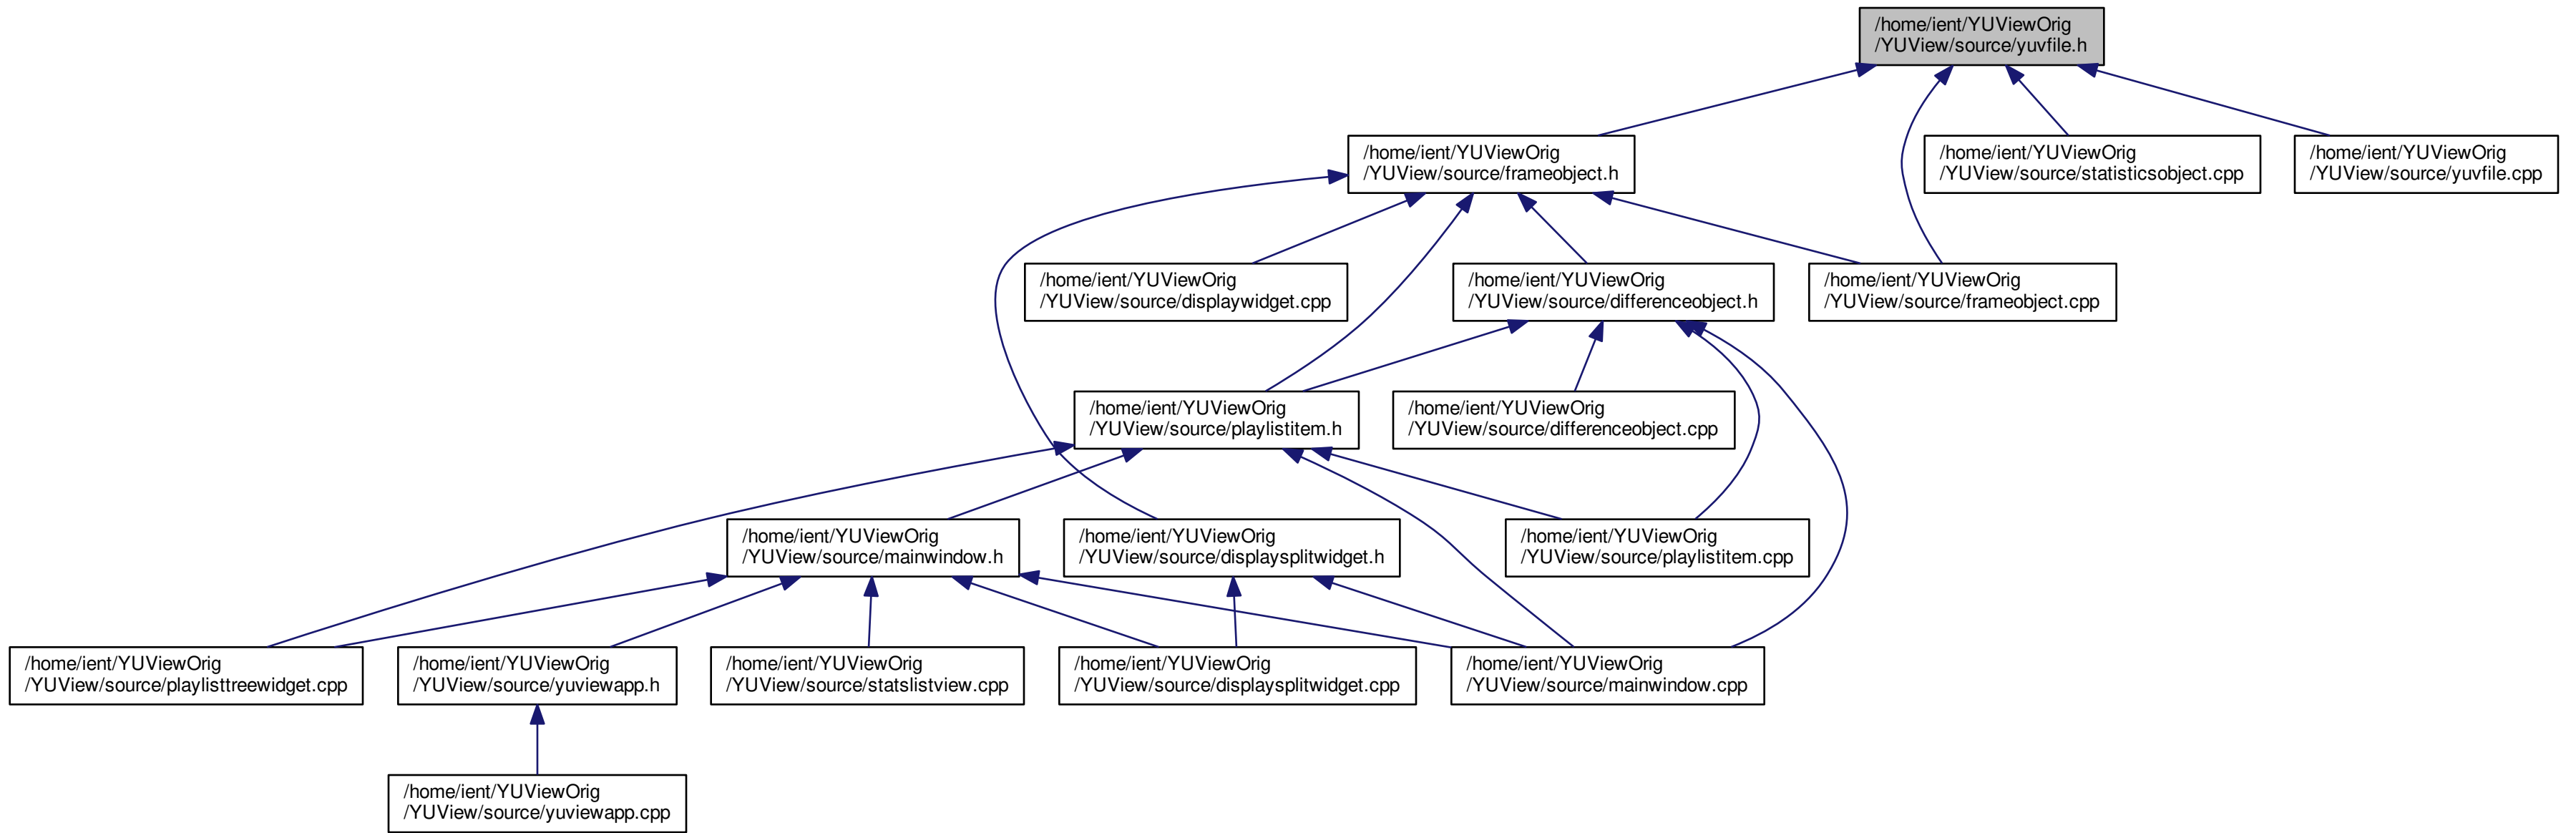 /home/ient/YUViewOrig
/YUView/source/yuvfile.h
/home/ient/YUViewOrig
/YUView/source/frameobject.h
/home/ient/YUViewOrig
/YUView/source/statisticsobject.cpp
/home/ient/YUViewOrig
/YUView/source/yuvfile.cpp
/home/ient/YUViewOrig
/YUView/source/displaywidget.cpp
/home/ient/YUViewOrig
/YUView/source/differenceobject.h
/home/ient/YUViewOrig
/YUView/source/frameobject.cpp
/home/ient/YUViewOrig
/YUView/source/playlistitem.h
/home/ient/YUViewOrig
/YUView/source/differenceobject.cpp
/home/ient/YUViewOrig
/YUView/source/mainwindow.h
/home/ient/YUViewOrig
/YUView/source/displaysplitwidget.h
/home/ient/YUViewOrig
/YUView/source/playlistitem.cpp
/home/ient/YUViewOrig
/YUView/source/playlisttreewidget.cpp
/home/ient/YUViewOrig
/YUView/source/yuviewapp.h
/home/ient/YUViewOrig
/YUView/source/statslistview.cpp
/home/ient/YUViewOrig
/YUView/source/displaysplitwidget.cpp
/home/ient/YUViewOrig
/YUView/source/mainwindow.cpp
/home/ient/YUViewOrig
/YUView/source/yuviewapp.cpp